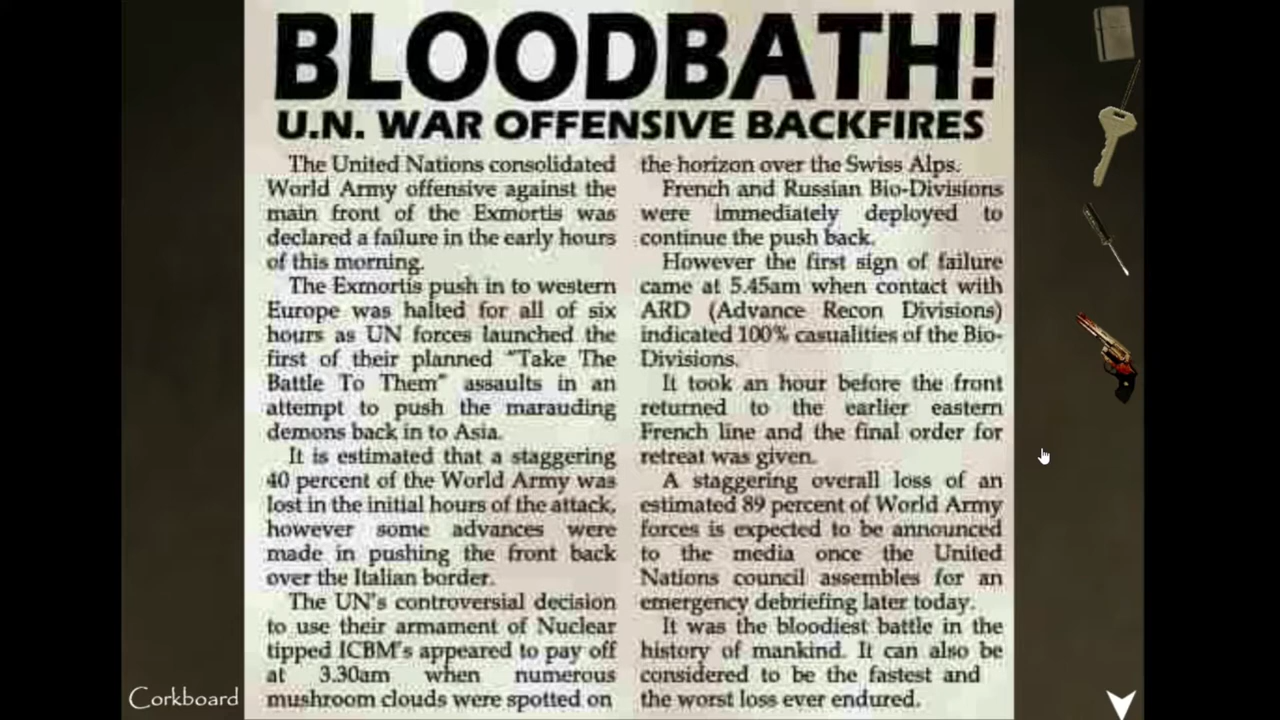 BLOODBATH!
U.N. WAR OFFENSIVE BACKFIRES
The United Nations consolidated
World Army offensive against the
main front of the Exmortis was
declared a failure in the early hours
of this morning.
The Exmortis push in to western
Europe was halted for all of six
hours as UN forces launched the
first of their planned "Take The
Battle To Them" assaults in an
attempt to push the marauding
demons back in to Asia.
It is estimated that a staggering
40 percent of the World Army was
lost in the initial hours of the attack,
however some advances were
made in pushing the front back
over the Italian border.
The UN's controversial decision
to use their armament of Nuclear
tipped ICBM's appeared to pay off
at 3.30am when numerous
mushroom clouds were spotted on
the horizon over the Swiss Alps.
French and Russian Bio-Divisions
were immediately deployed to
continue the push back.
However the first sign of failure
came at 5.45am when contact with
ARD (Advance Recon Divisions)
indicated 100% casualities of the Bio-
Divisions.
It took an hour before the front
returned to the earlier eastern
French line and the final order for
retreat was given.
A staggering overall loss of an
estimated 89 percent of World Army
forces is expected to be announced
to the media once the United
Nations council assembles for an
emergency debriefing later today.
It was the bloodiest battle in the
history of mankind. It can also be
considered to be the fastest and
the worst loss ever endured.
Corkboard